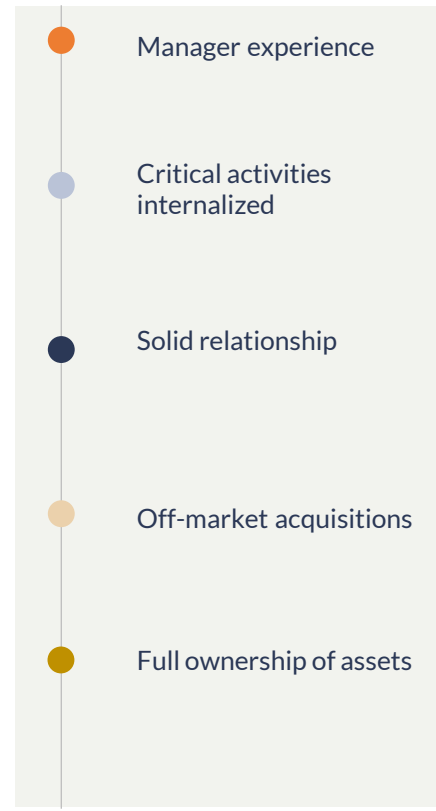 Manager experience
Critical activities
internalized
Solid relationship
Off-market acquisitions
Full ownership of assets